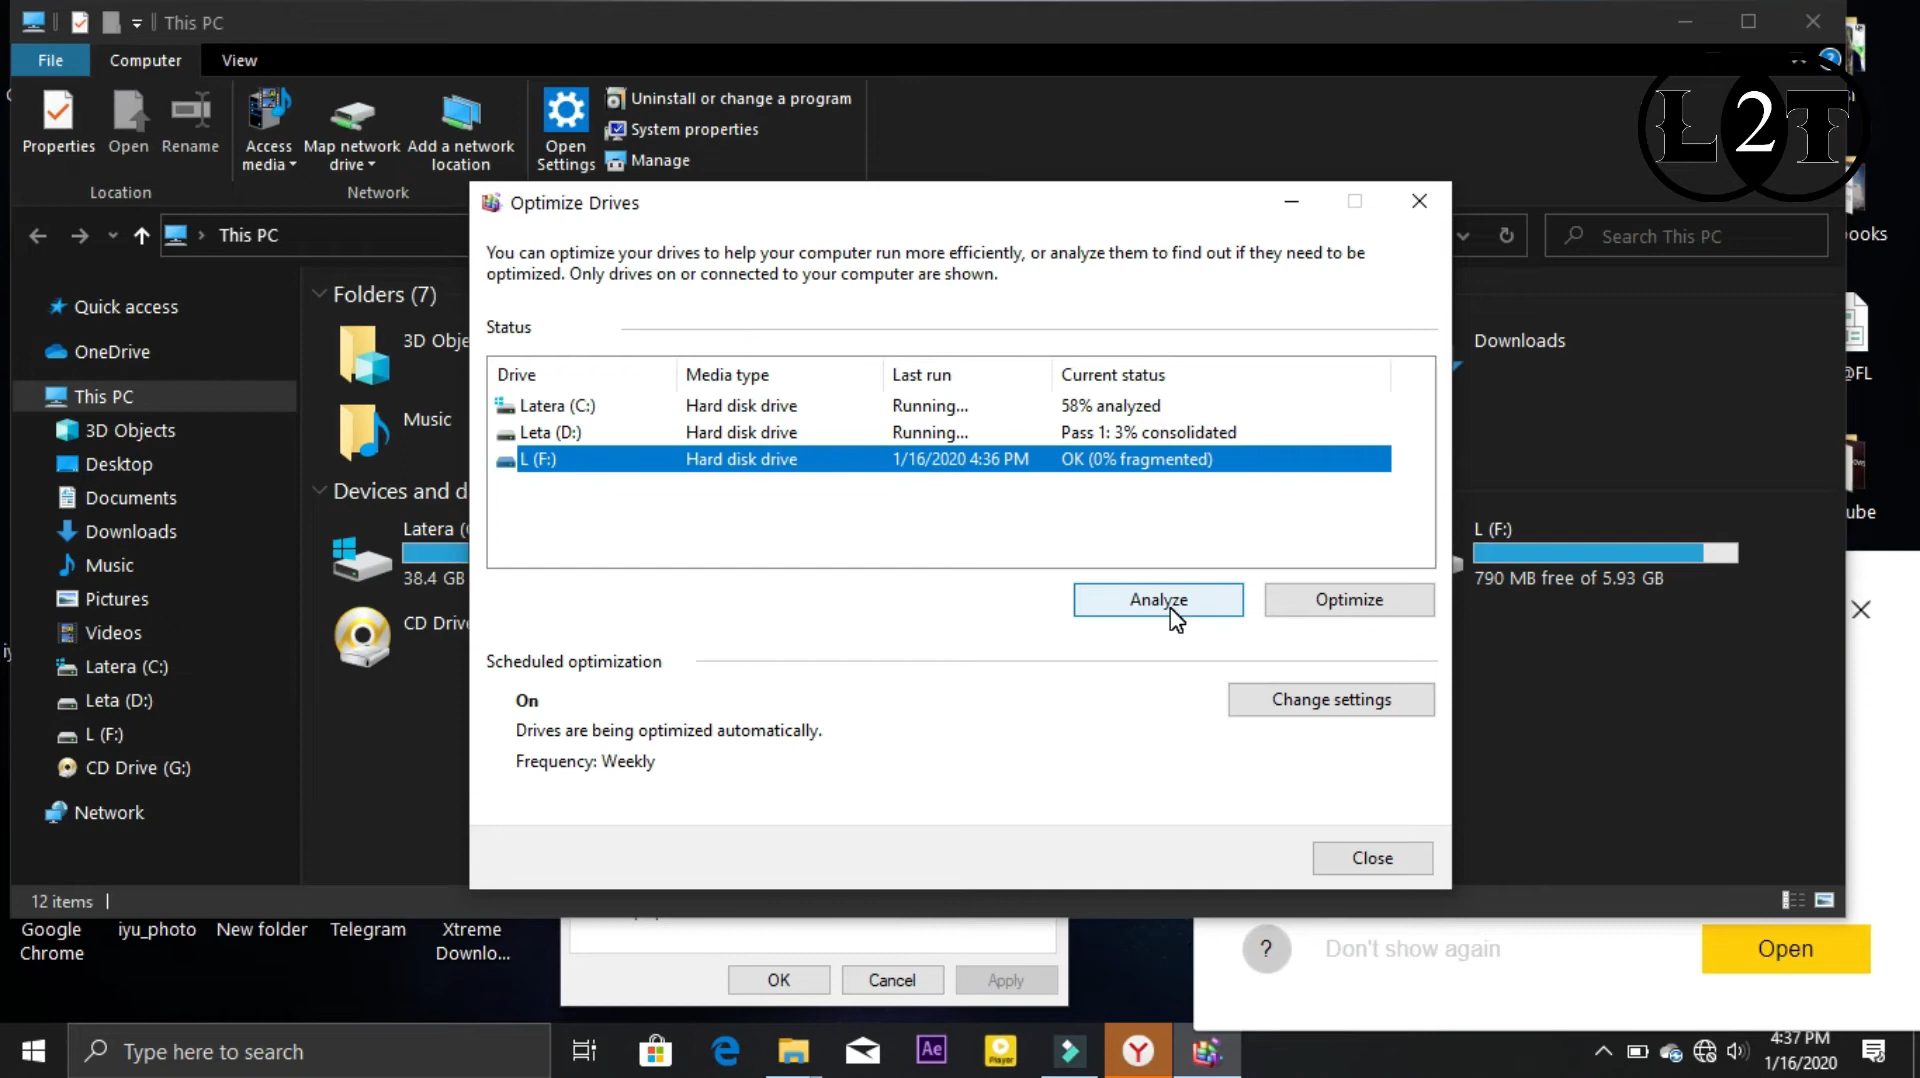 This PC
File
Computer
View
Properties
Open
Rename
Access
media
Map network
drive
Add a network
location
Open
Settings
Uninstall or change a program
System properties
Manage
Location
Network
L2T
This PC
Search This PC
Optimize Drives
You can optimize your drives to help your computer run more efficiently, or analyze them to find out if they need to be
optimized. Only drives on or connected to your computer are shown.
Status
Drive Media type Last run Current status
Latera (C:) Hard disk drive Running... 58% analyzed
Leta (D:) Hard disk drive Running... Pass 1: 3% consolidated
L (F:) Hard disk drive 1/16/2020 4:36 PM OK (0% fragmented)
Analyze
Optimize
Scheduled optimization
On
Change settings
Drives are being optimized automatically.
Frequency: Weekly
Close
Quick access
OneDrive
This PC
3D Objects
Desktop
Documents
Downloads
Music
Pictures
Videos
Latera (C:)
Leta (D:)
L (F:)
CD Drive (G:)
Network
Folders (7)
3D Obje
Music
Devices and d
Latera (
38.4 GB
CD Drive
Downloads
L (F:)
790 MB free of 5.93 GB
ooks
@FL
ube
12 items
Google
Chrome
iyu_photo
New folder
Telegram
Xtreme
Downlo...
OK
Cancel
Apply
?
Don't show again
Open
Type here to search
Ae
Player
Y
4:37 PM
1/16/2020